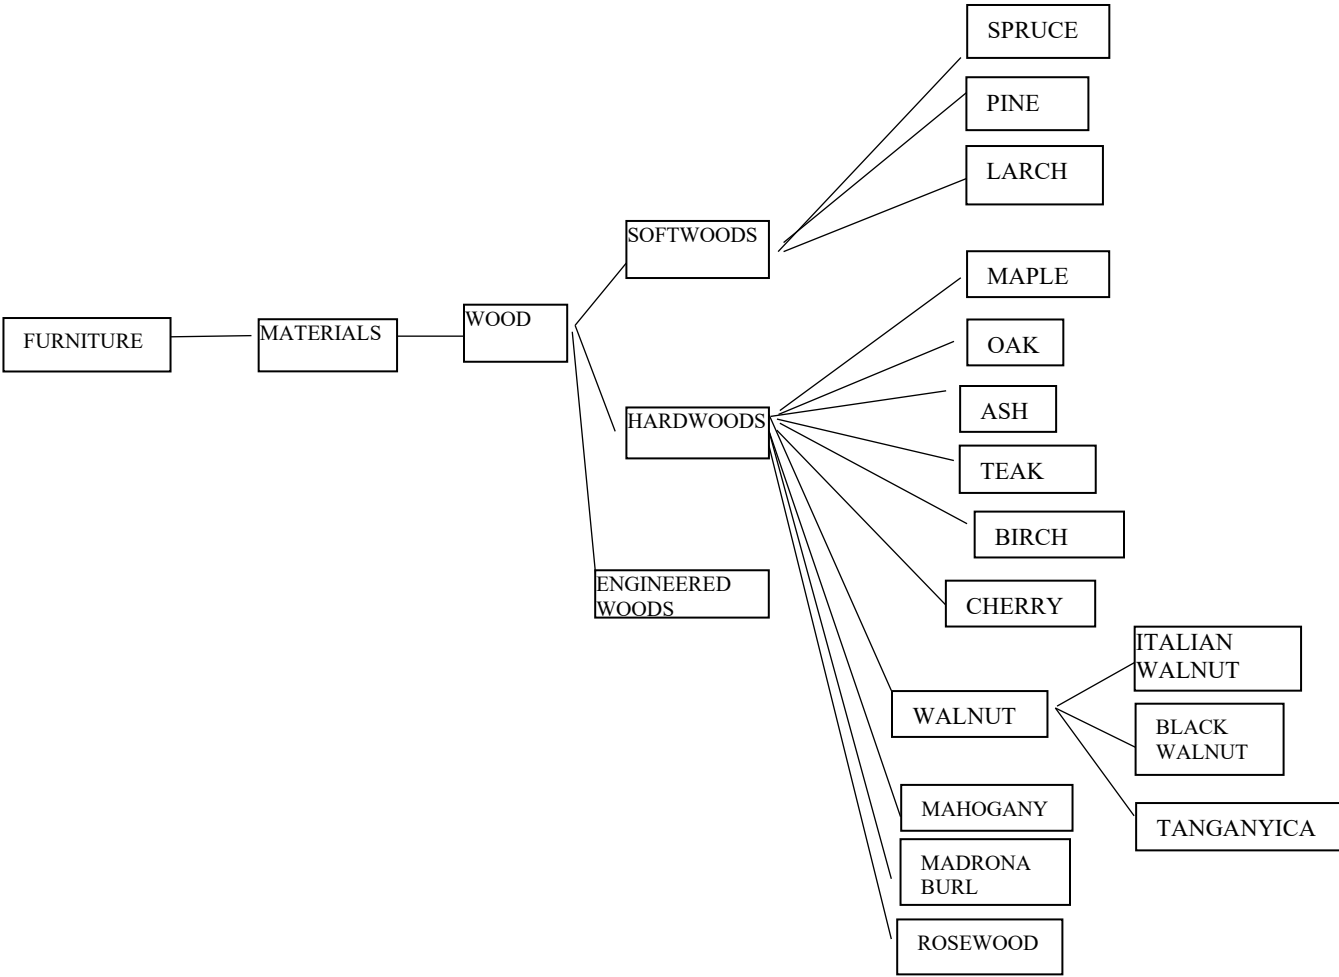 SPRUCE
PINE
LARCH
SOFTWOODS
MAPLE
WOOD
FURNITURE
MATERIALS
OAK
ASH
HARDWOODS
TEAK
BIRCH
ENGINEERED
WOODS
CHERRY
ITALIAN
WALNUT
WALNUT
BLACK
WALNUT
MAHOGANY
TANGANYICA
MADRONA
BURL
ROSEWOOD